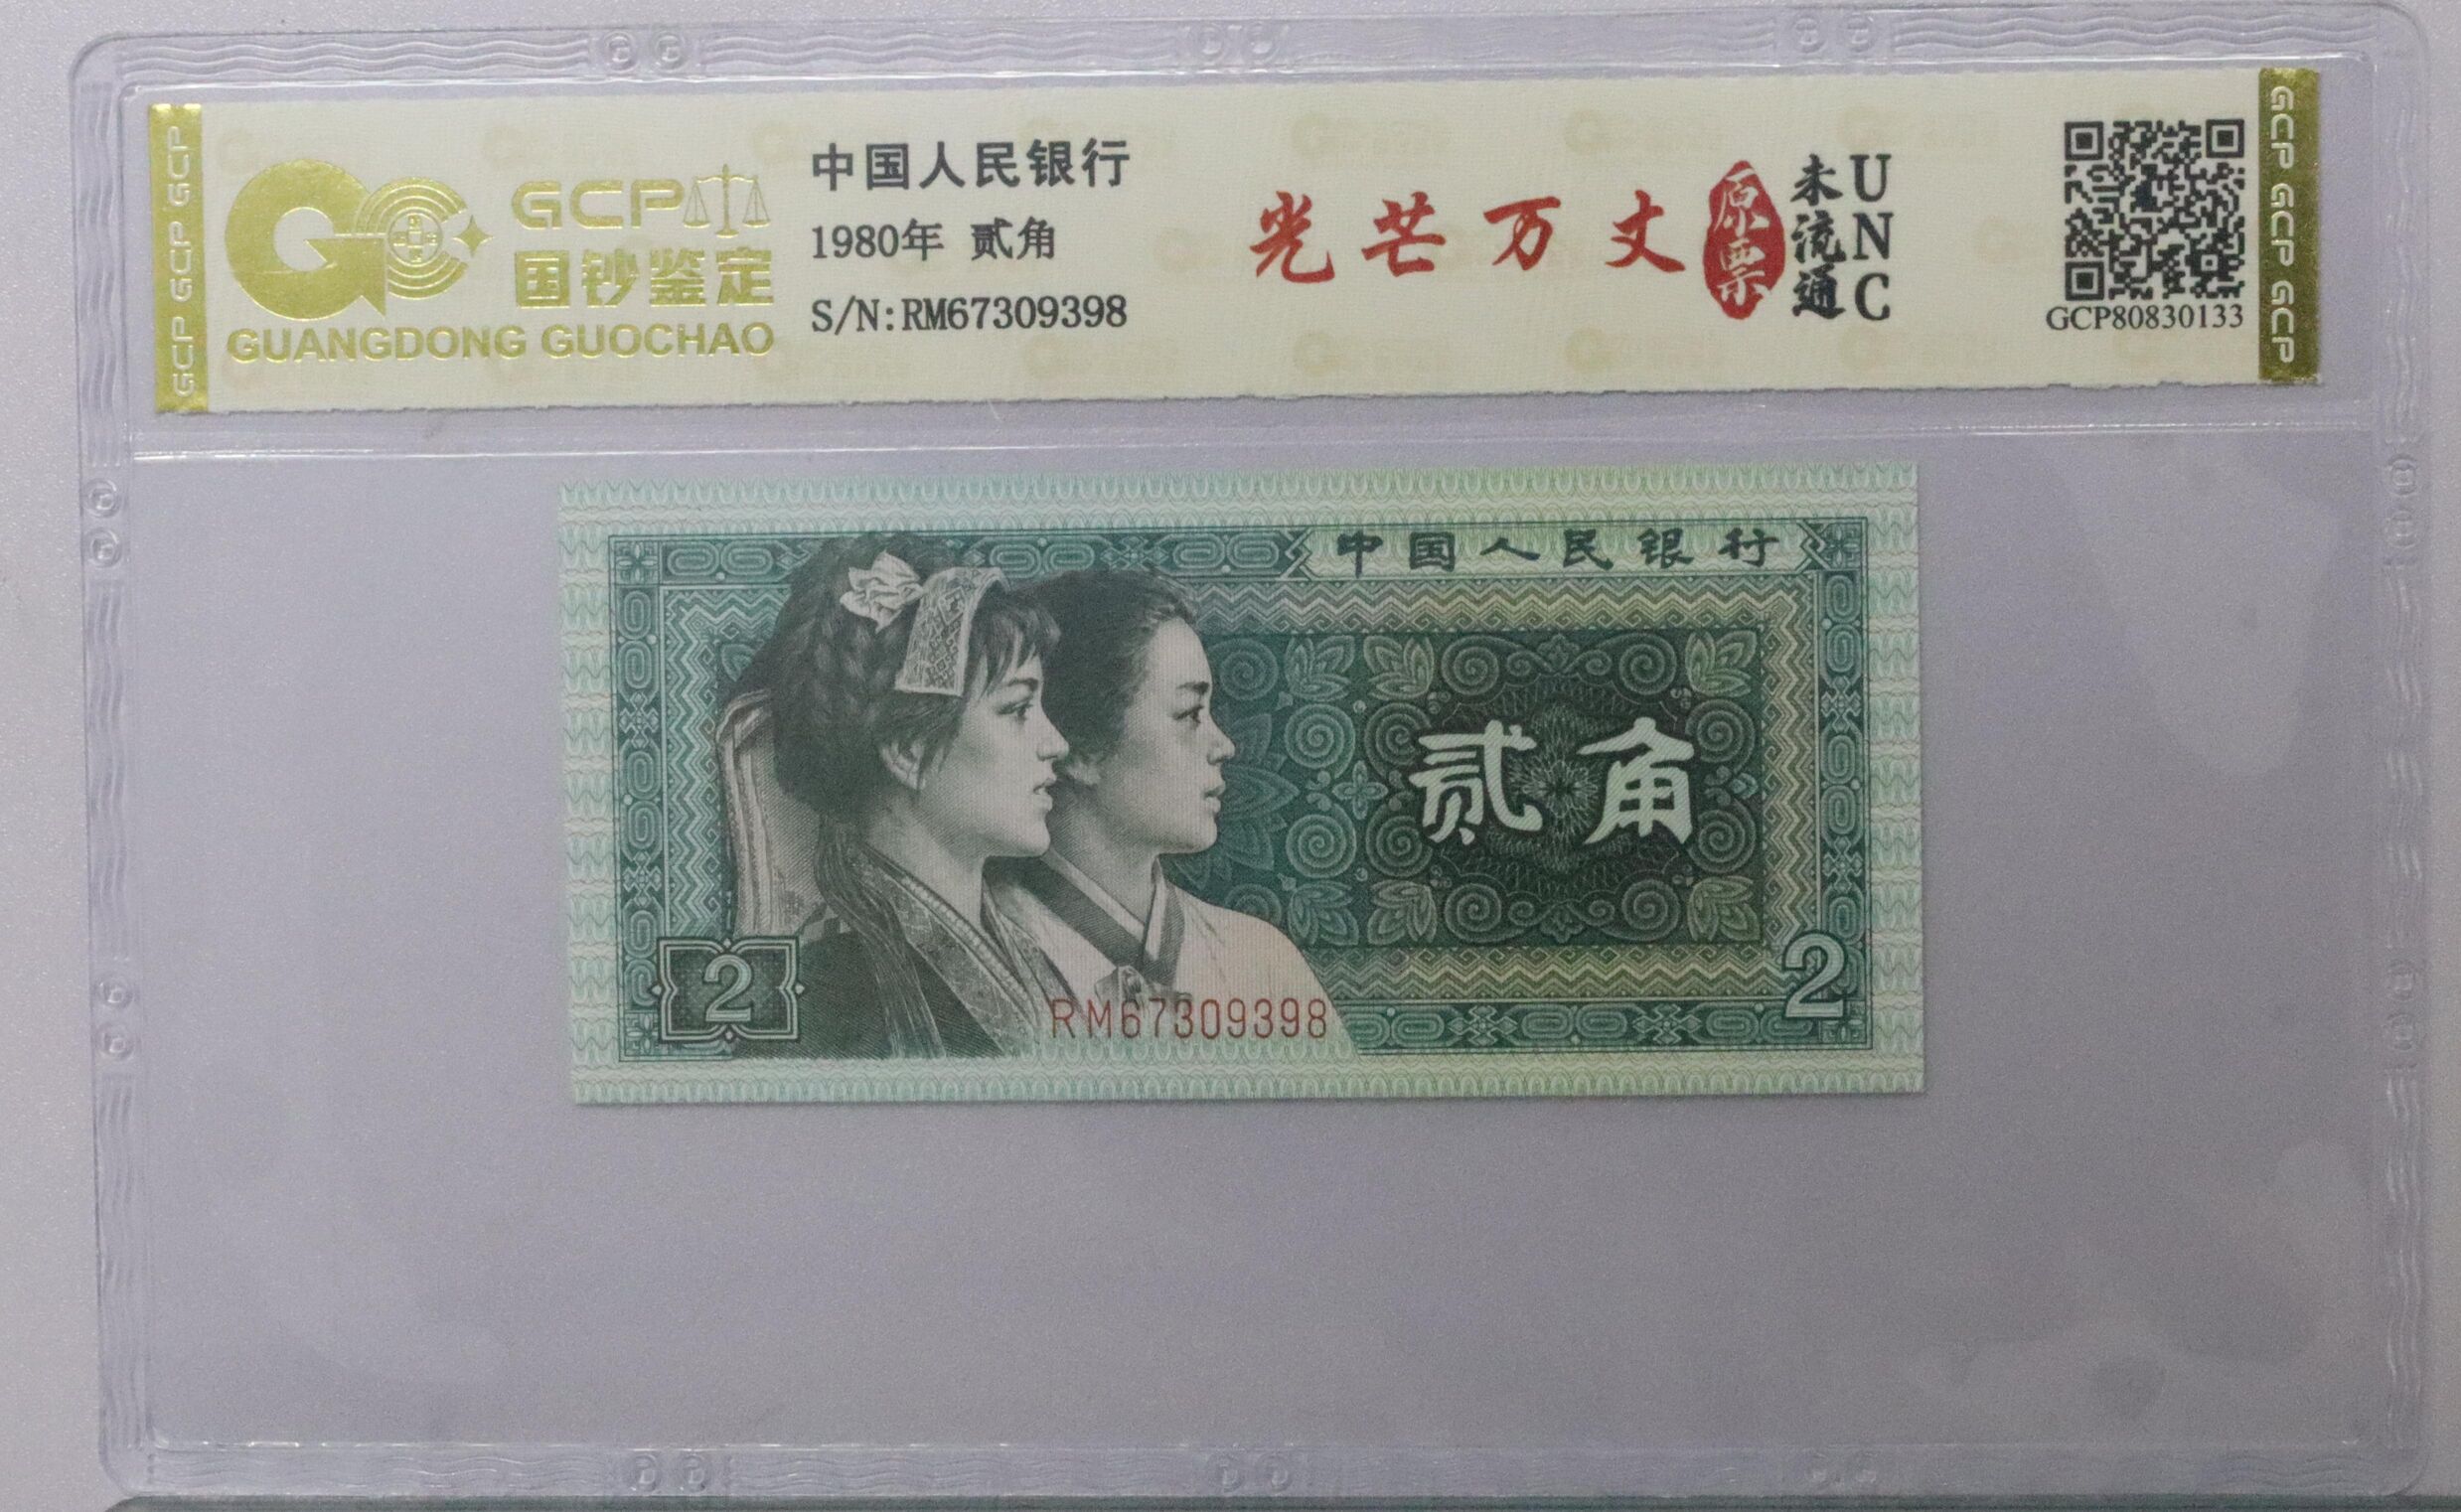 GCP GCP GCP
GCP
国钞鉴定
GUANGDONG GUOCHAO
中国人民银行
1980年 贰角
S/N:RM67309398
光芒万丈
原票
未流通
UNC
GCP80830133
GCP GCP GCP
中国人民银行
贰角
2
2
RM67309398